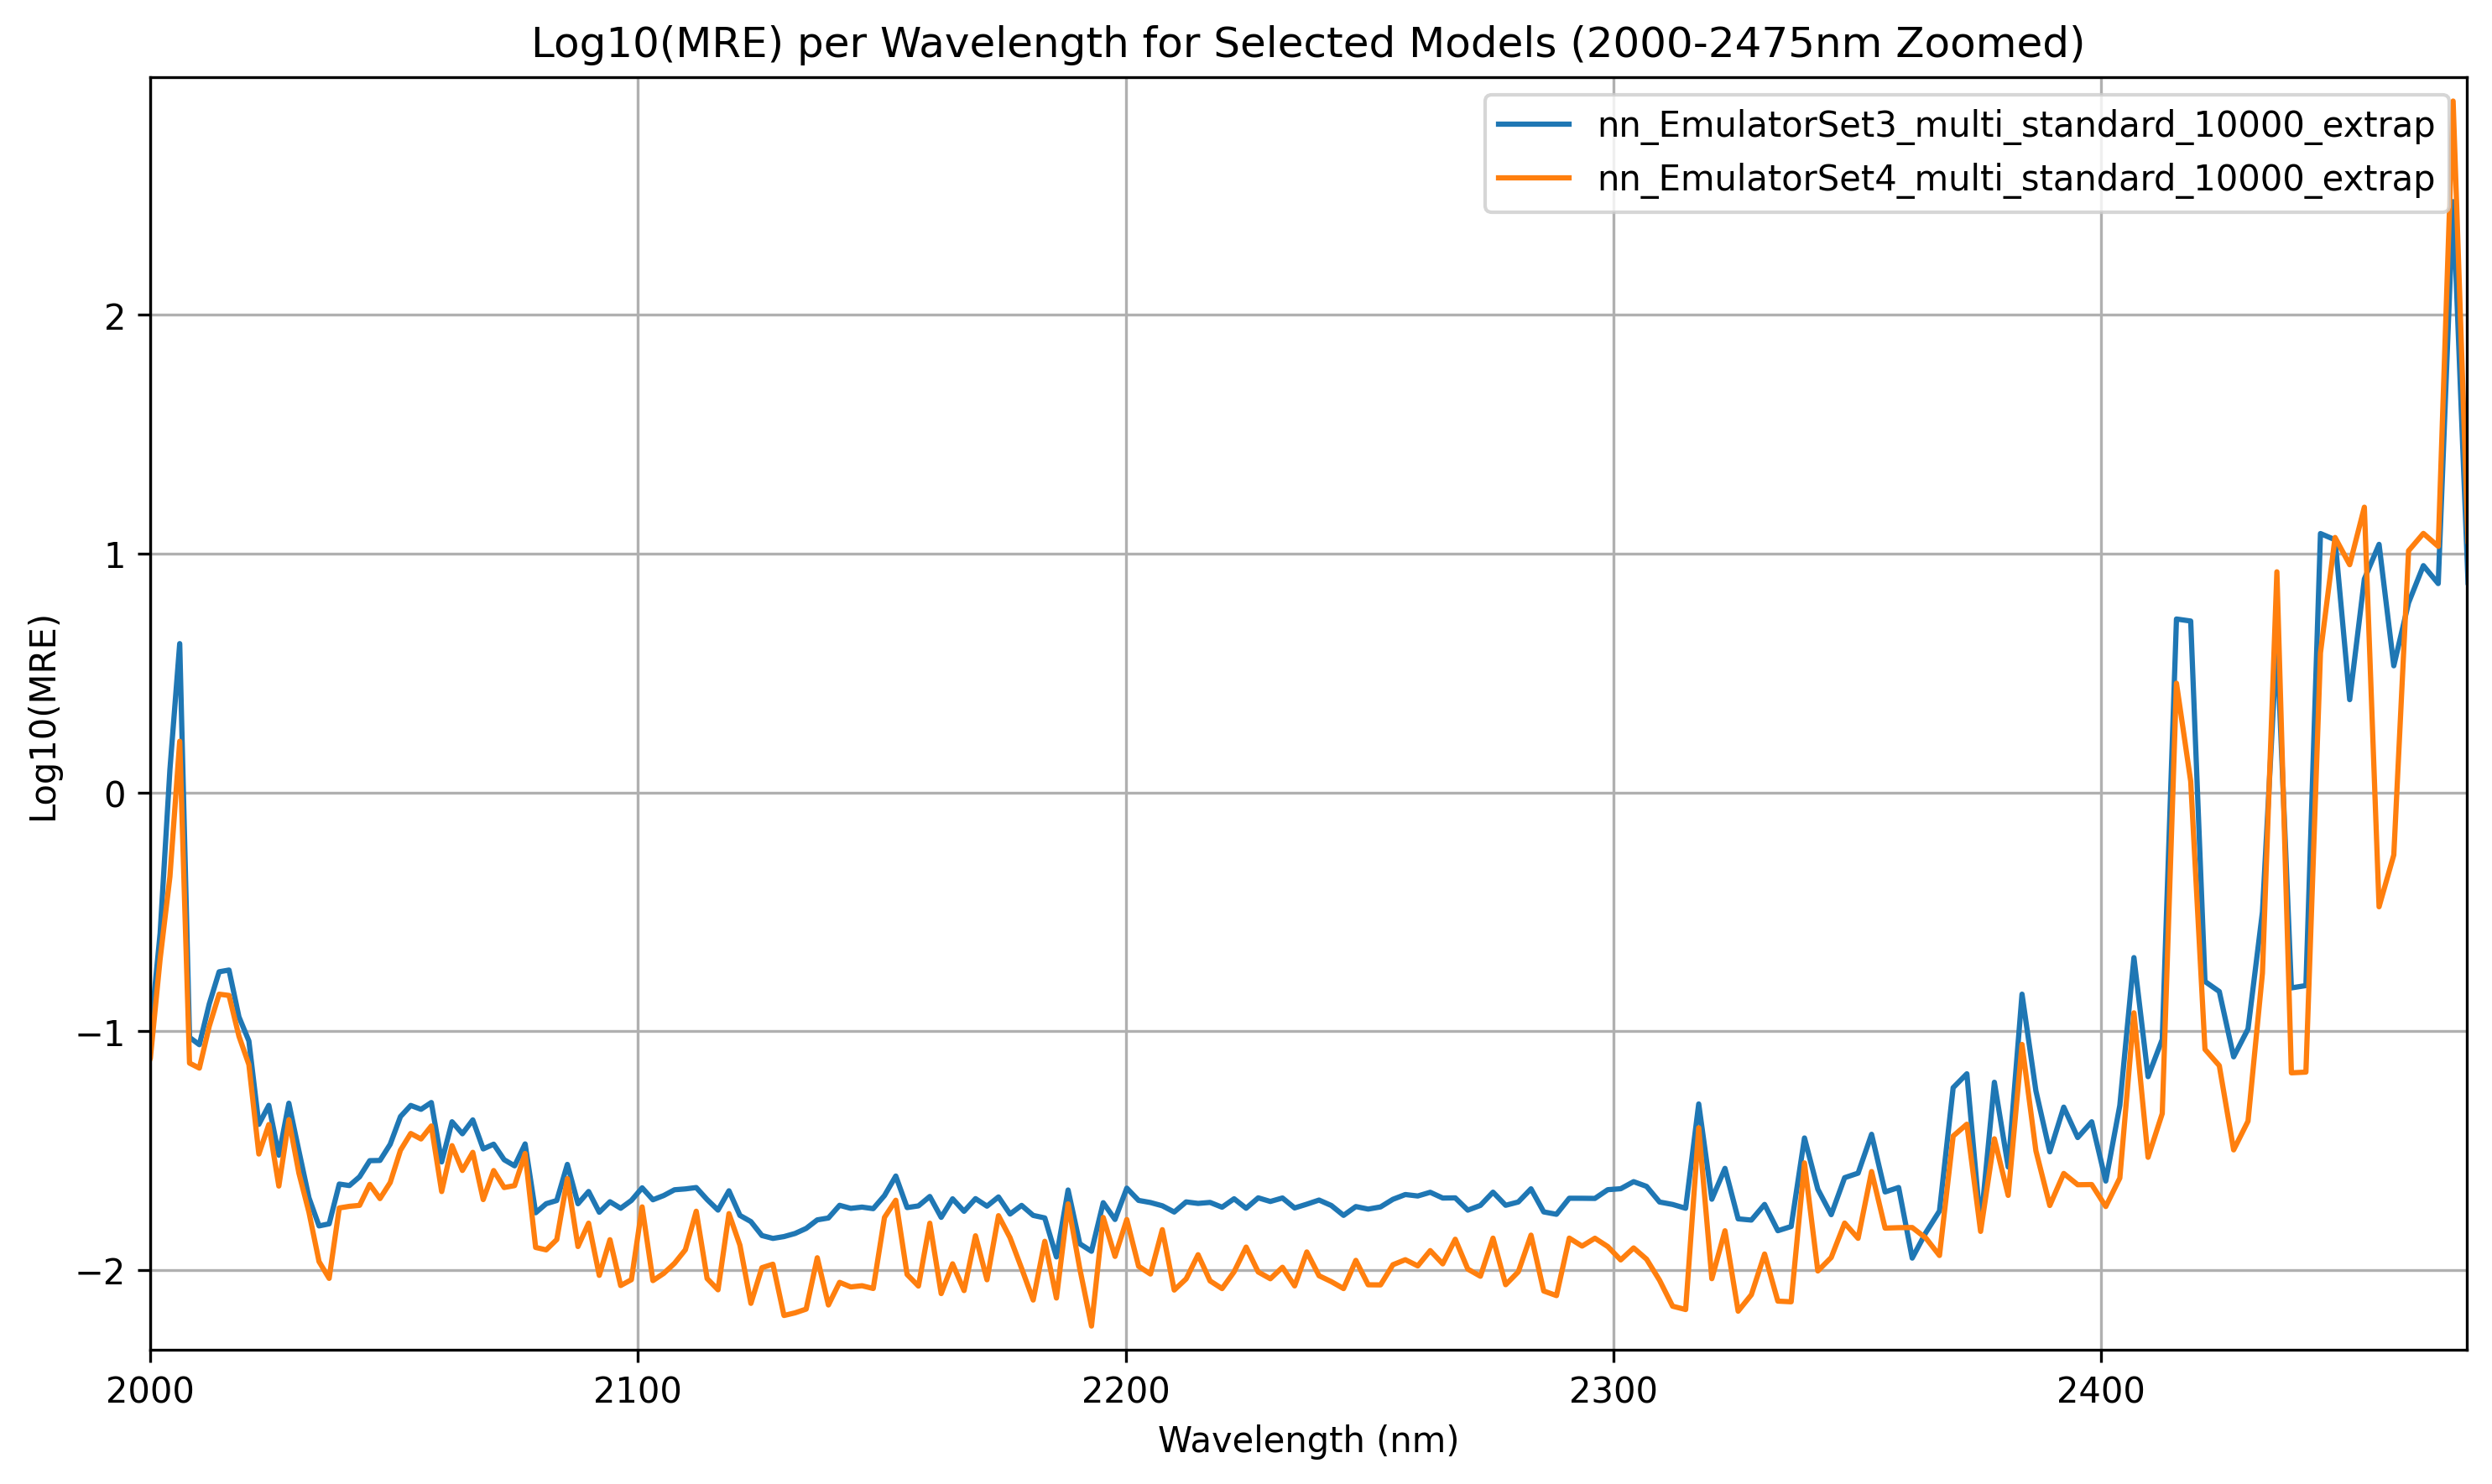 Log10(MRE) per Wavelength for Selected Models (2000-2475nm Zoomed)
nn_EmulatorSet3_multi_standard_10000_extrap
nn_EmulatorSet4_multi_standard_10000_extrap
Log10(MRE)
2
1
0
−1
−2
2000 2100 2200 2300 2400
Wavelength (nm)